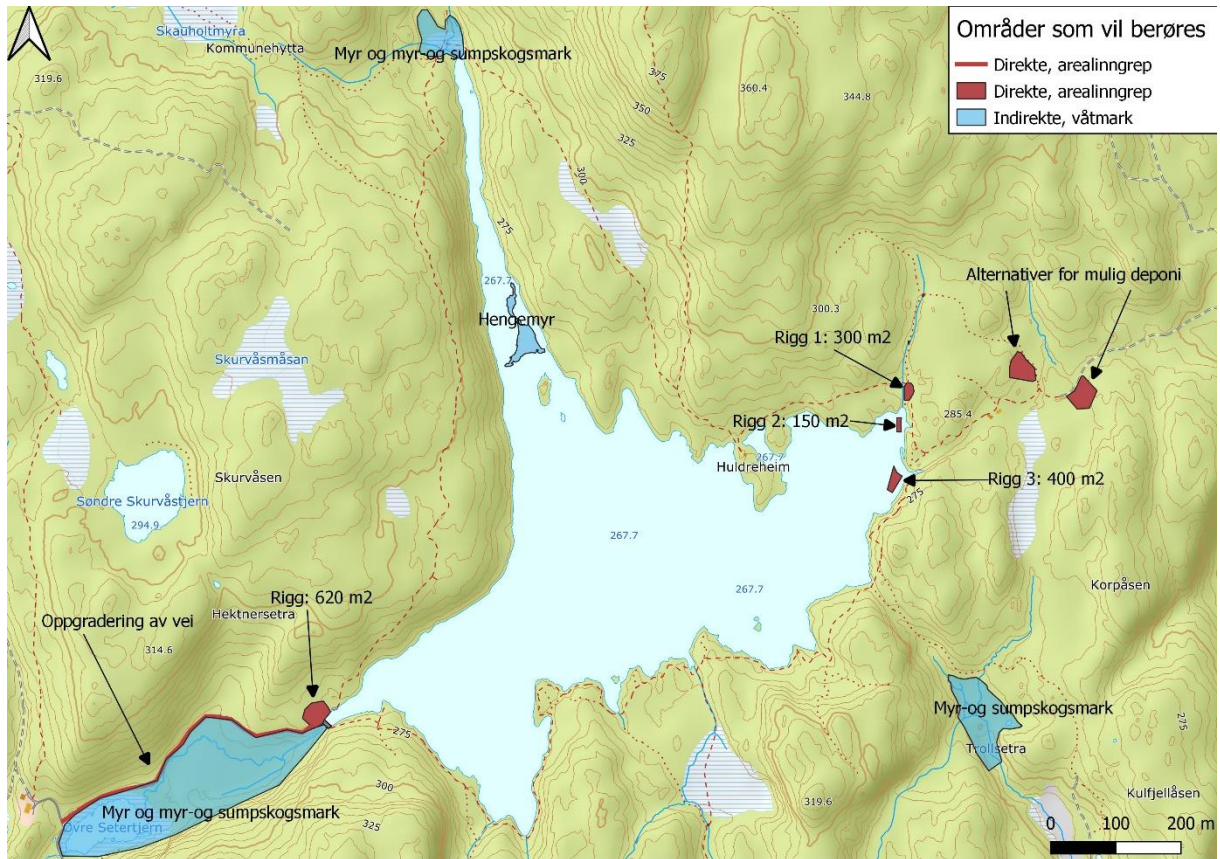 Områder som vil berøres
Direkte, arealinngrep
Direkte, arealinngrep
Indirekte, våtmark
Skauholtmyra
Kommunehytta
Myr og myr-og sumpskogsmark
319.6
375
360.4
344.8
350
325
300
275
267.7
Hengemyr
300.3
Alternativer for mulig deponi
Rigg 1: 300 m2
Skurvåsmåsan
285.4
Rigg 2: 150 m2
267.7
Huldreheim
Skurvåsen
Rigg 3: 400 m2
275
Søndre Skurvåstjern
294.9
267.7
267.7
Korpåsen
Rigg: 620 m2
Hektnersetra
Oppgradering av vei
314.6
Myr-og sumpskogsmark
275
275
Trollsetra
300
319.6
Kulfjellåsen
Myr og myr-og sumpskogsmark
Øvre Setertjern
325
0 100 200 m